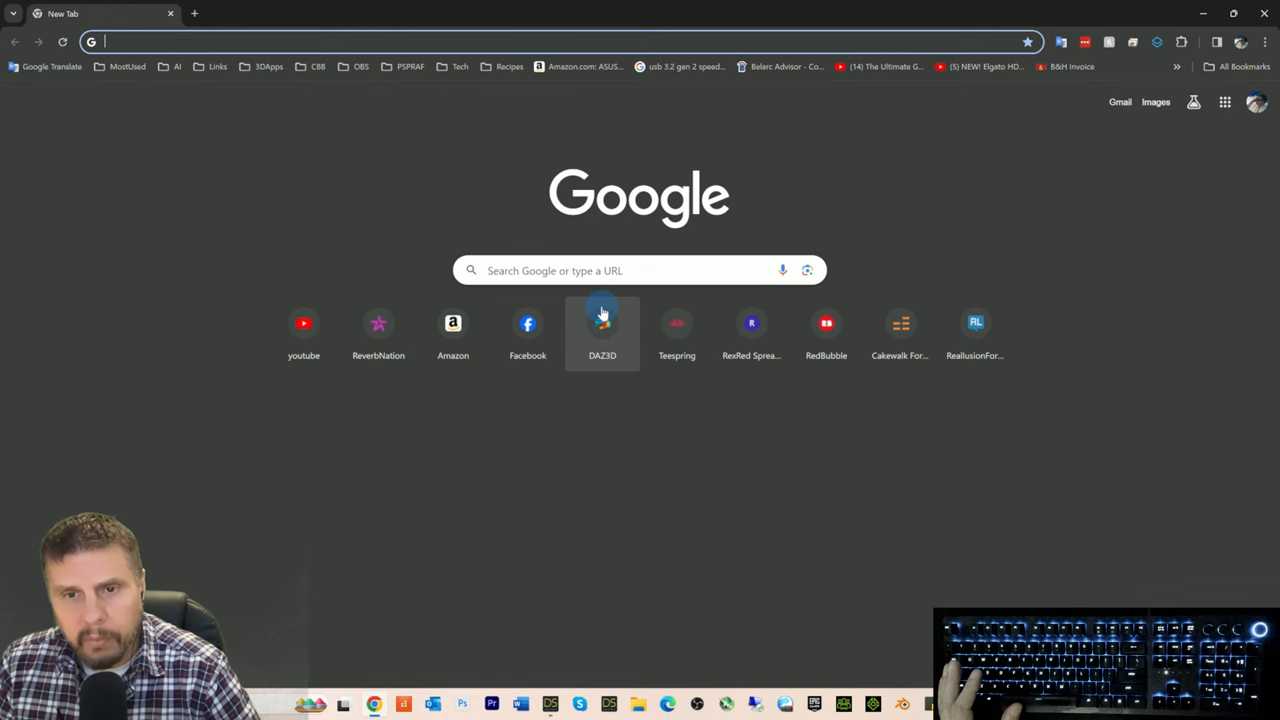 New Tab
Google Translate MostUsed AI Links 3DApps CBB OBS PSPRAF Tech Recipes Amazon.com: ASUS... usb 3.2 gen 2 speed... Belarc Advisor - Co... (14) The Ultimate G... (5) NEW! Elgato HD... B&H Invoice » All Bookmarks
Gmail Images
Google
Search Google or type a URL
youtube ReverbNation Amazon Facebook DAZ3D Teespring RexRed Sprea... RedBubble Cakewalk For... ReallusionFor...